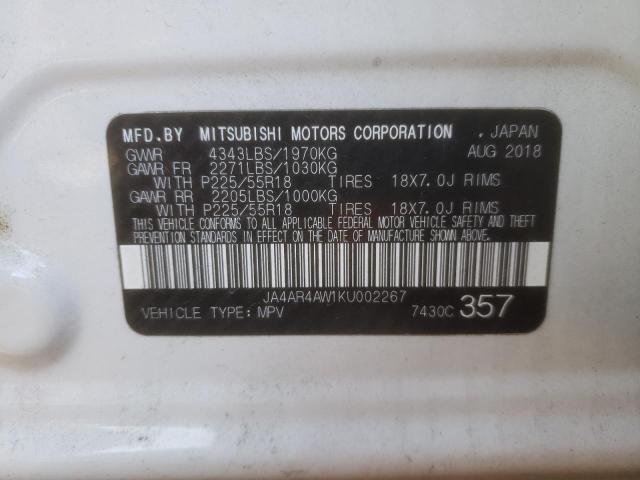 MFD.BY MITSUBISHI MOTORS CORPORATION . JAPAN
GVWR 4343LBS/1970KG AUG 2018
GAWR FR 2271LBS/1030KG
WITH P225/55R18 TIRES 18X7.0J RIMS
GAWR RR 2205LBS/1000KG
WITH P225/55R18 TIRES 18X7.0J RIMS
THIS VEHICLE CONFORMS TO ALL APPLICABLE FEDERAL MOTOR VEHICLE SAFETY AND THEFT
PREVENTION STANDARDS IN EFFECT ON THE DATE OF MANUFACTURE SHOWN ABOVE.
JA4AR4AW1KU002267
VEHICLE TYPE:MPV 7430C 357